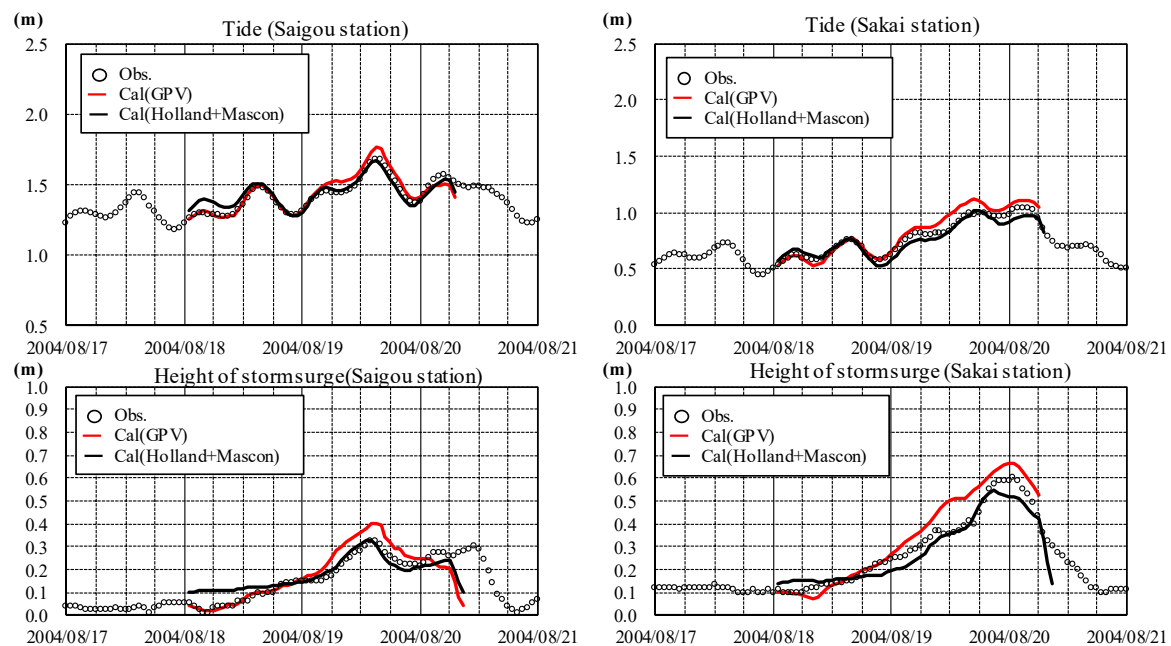 (m)
Tide (Saigou station)
2.5
2.0
1.5
1.0
0.5
Obs.
Cal(GPV)
Cal(Holland+Mascon)
2004/08/17 2004/08/18 2004/08/19 2004/08/20 2004/08/21
(m)
Tide (Sakai station)
2.5
2.0
1.5
1.0
0.5
0.0
Obs.
Cal(GPV)
Cal(Holland+Mascon)
2004/08/17 2004/08/18 2004/08/19 2004/08/20 2004/08/21
(m)
Height of stormsurge(Saigou station)
1.0
0.9
0.8
0.7
0.6
0.5
0.4
0.3
0.2
0.1
0.0
Obs.
Cal(GPV)
Cal(Holland+Mascon)
2004/08/17 2004/08/18 2004/08/19 2004/08/20 2004/08/21
(m)
Height of stormsurge (Sakai station)
1.0
0.9
0.8
0.7
0.6
0.5
0.4
0.3
0.2
0.1
0.0
Obs.
Cal(GPV)
Cal(Holland+Mascon)
2004/08/17 2004/08/18 2004/08/19 2004/08/20 2004/08/21